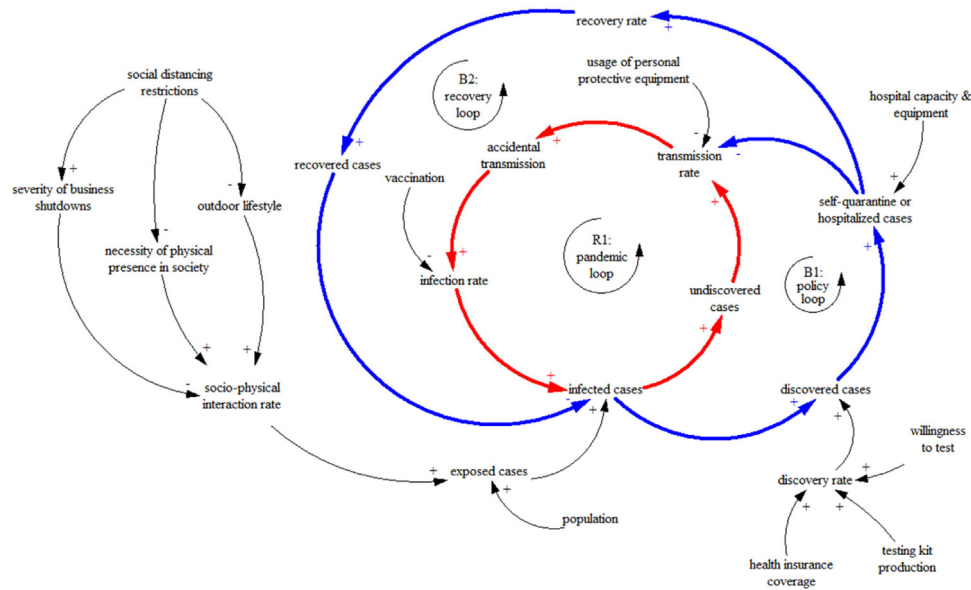 recovery rate
social distancing
restrictions
B2:
recovery
loop
usage of personal
protective equipment
hospital capacity &
equipment
recovered cases
accidental
transmission
transmission
rate
severity of business
shutdowns
vaccination
outdoor lifestyle
self-quarantine or
hospitalized cases
necessity of physical
presence in society
R1:
pandemic
loop
infection rate
undiscovered
cases
B1:
policy
loop
socio-physical
interaction rate
infected cases
discovered cases
willingness
to test
exposed cases
discovery rate
population
health insurance
coverage
testing kit
production